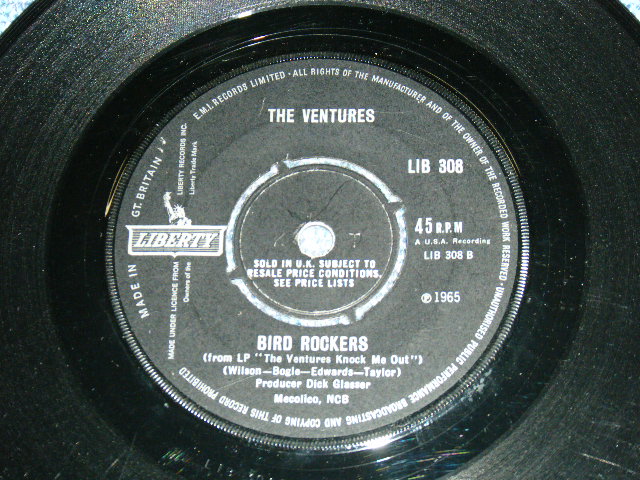 E.M.I. RECORDS LIMITED · ALL RIGHTS OF THE MANUFACTURER AND OF THE OWNER OF THE RECORDED WORK RESERVED · UNAUTHORISED PUBLIC PERFORMANCE BROADCASTING AND COPYING OF THIS RECORD PROHIBITED
MADE IN GT. BRITAIN
THE VENTURES
LIB 308
LIBERTY RECORDS INC.
Liberty Trade Mark
LIBERTY
MADE UNDER LICENCE FROM
Owners of the
45 R.P.M
A U.S.A. Recording
LIB 308 B
SOLD IN U.K. SUBJECT TO
RESALE PRICE CONDITIONS,
SEE PRICE LISTS
℗ 1965
BIRD ROCKERS
(from LP "The Ventures Knock Me Out")
(Wilson—Bogle—Edwards—Taylor)
Producer Dick Glasser
Mecolico, NCB